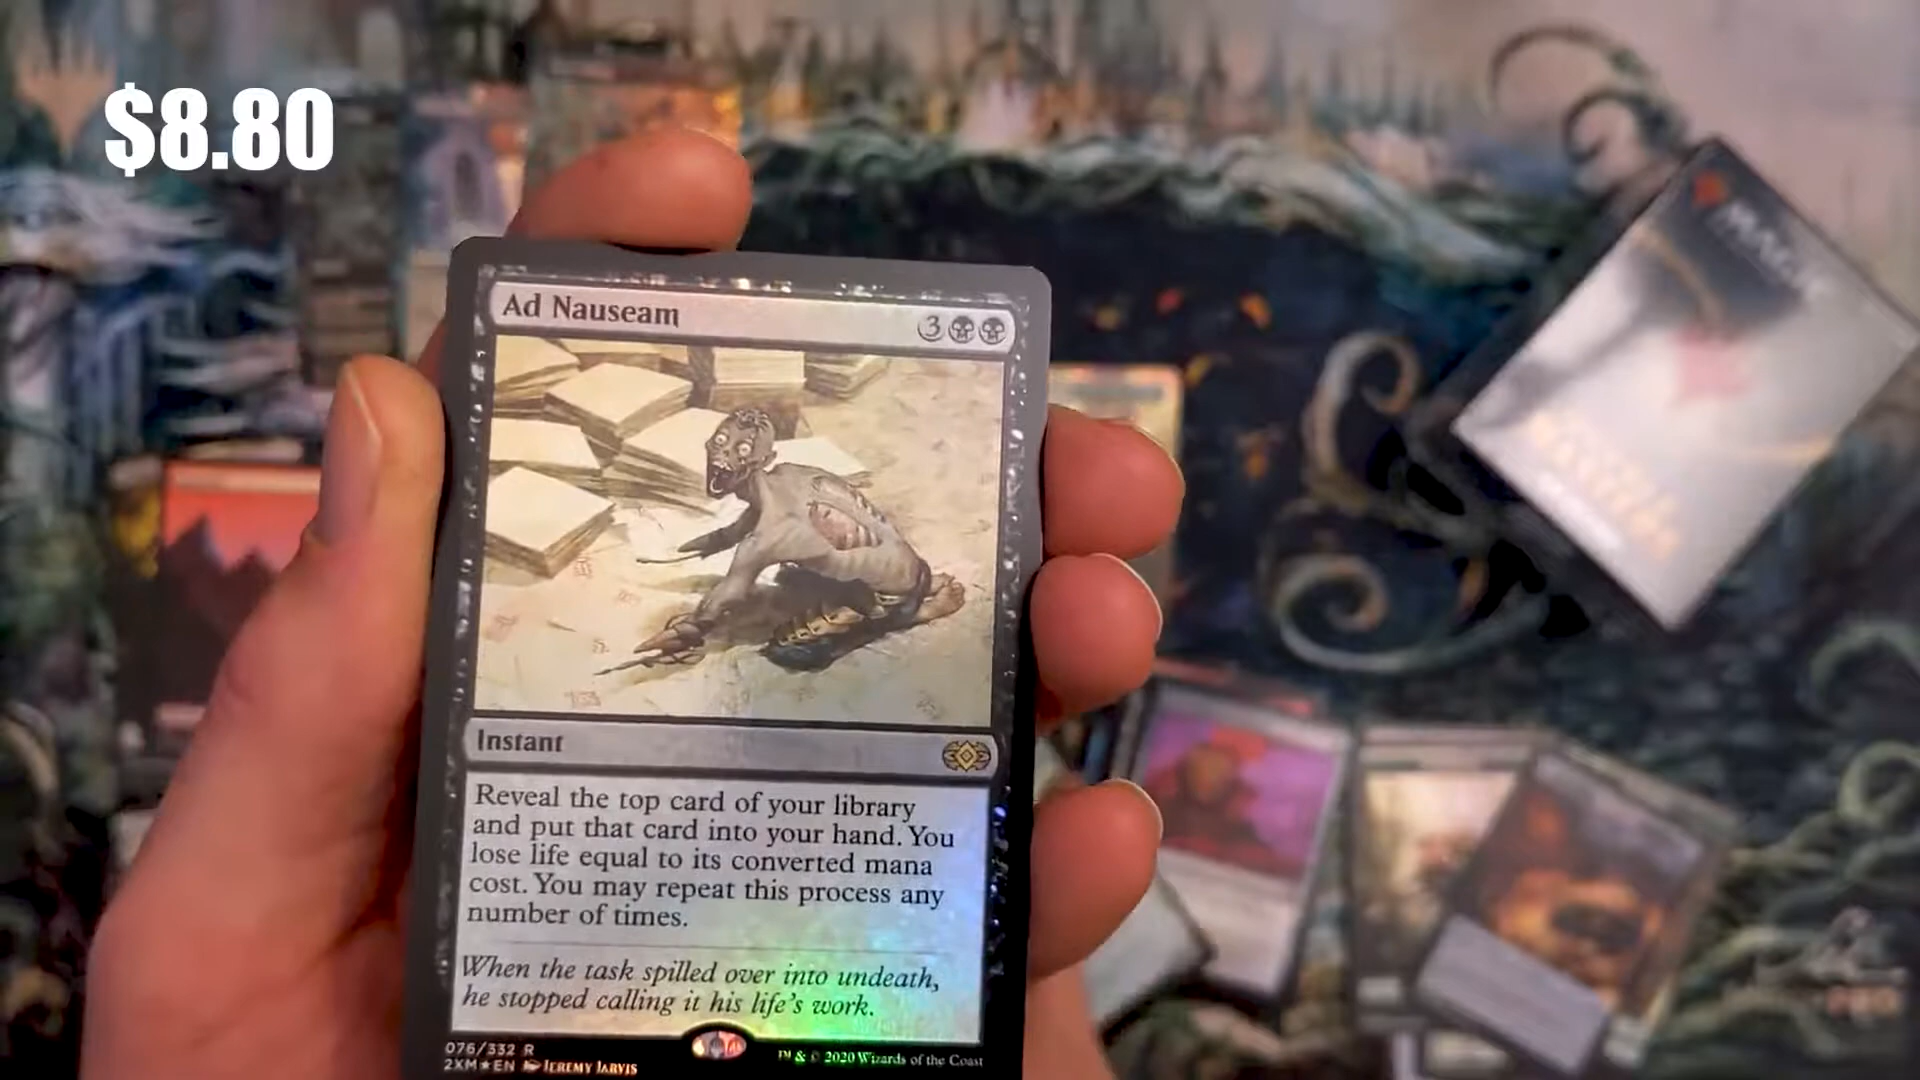 $8.80
Ad Nauseam
3
Instant
Reveal the top card of your library
and put that card into your hand. You
lose life equal to its converted mana
cost. You may repeat this process any
number of times.
When the task spilled over into undeath,
he stopped calling it his life's work.
076/332 R
2XM★EN JEREMY JARVIS
™ & © 2020 Wizards of the Coast